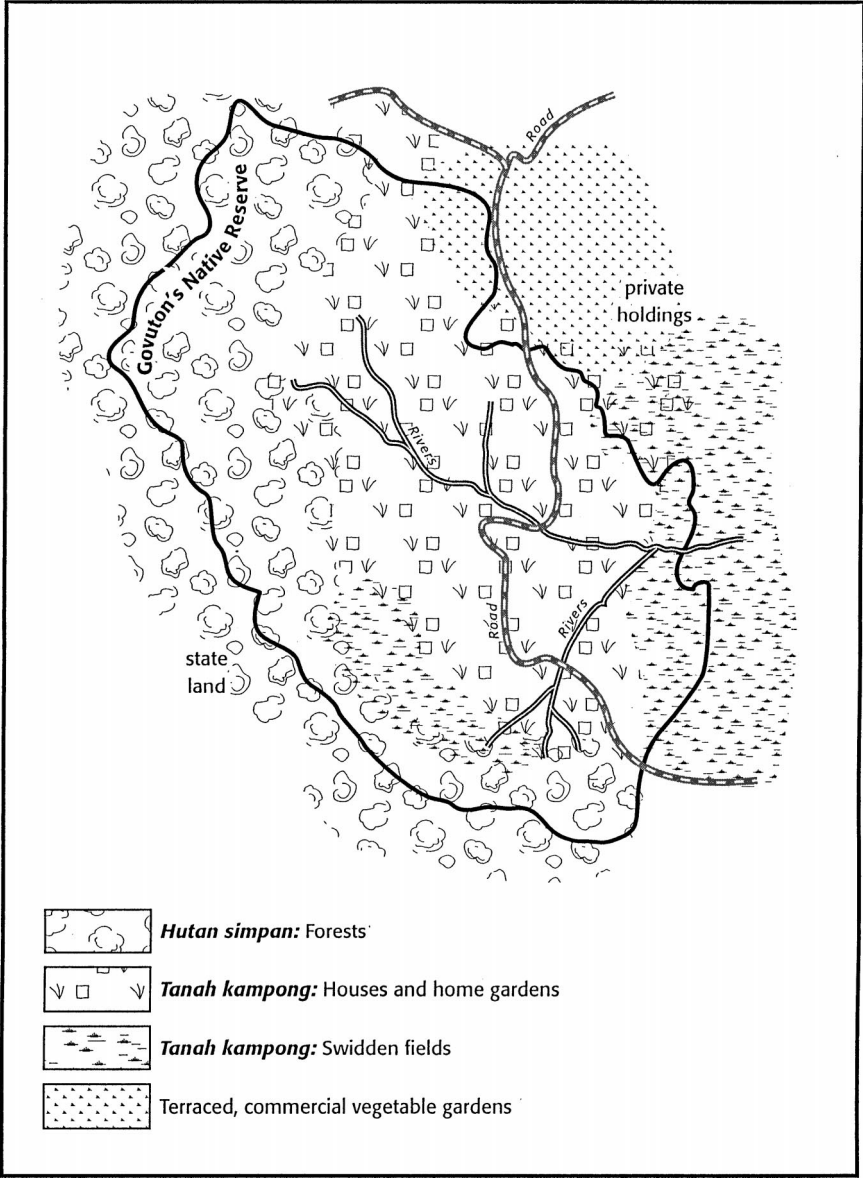 Road
Govuton's Native Reserve
private
holdings
Rivers
Road
Rivers
state
land
Hutan simpan: Forests
Tanah kampong: Houses and home gardens
Tanah kampong: Swidden fields
Terraced, commercial vegetable gardens